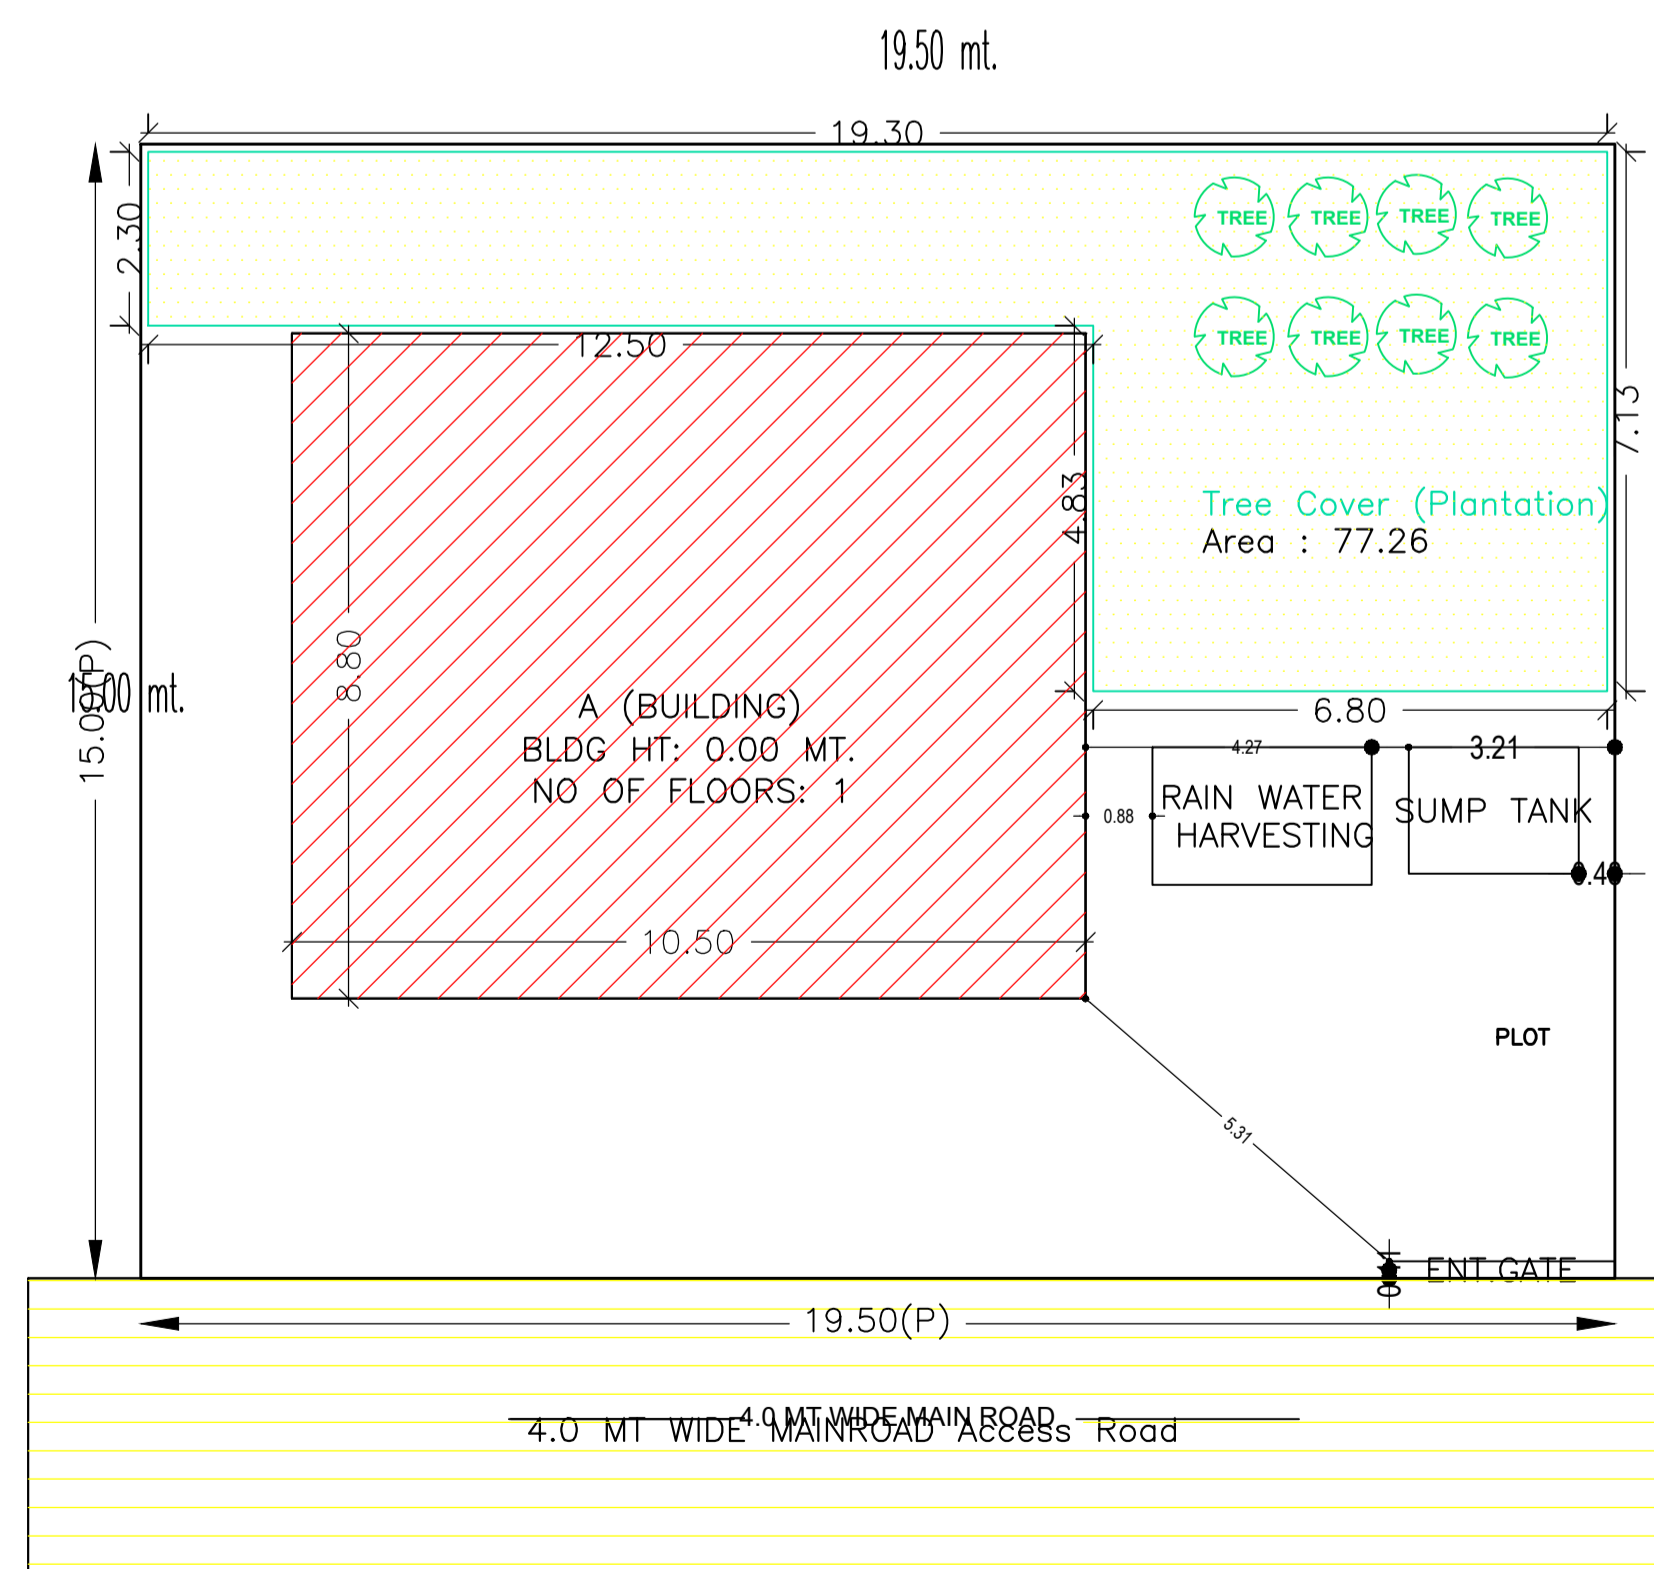 19.50 mt.
19.30
2.30
TREE TREE TREE TREE
TREE TREE TREE TREE
12.50
7.13
4.83
Tree Cover (Plantation)
Area : 77.26
8.80
15.00(P)
15.00 mt.
A (BUILDING)
BLDG HT: 0.00 MT.
NO OF FLOORS: 1
6.80
4.27
3.21
RAIN WATER
HARVESTING
SUMP TANK
0.88
10.50
PLOT
5.31
ENT.GATE
19.50(P)
4.0 MT WIDE MAIN ROAD
4.0 MT WIDE MAINROAD Access Road